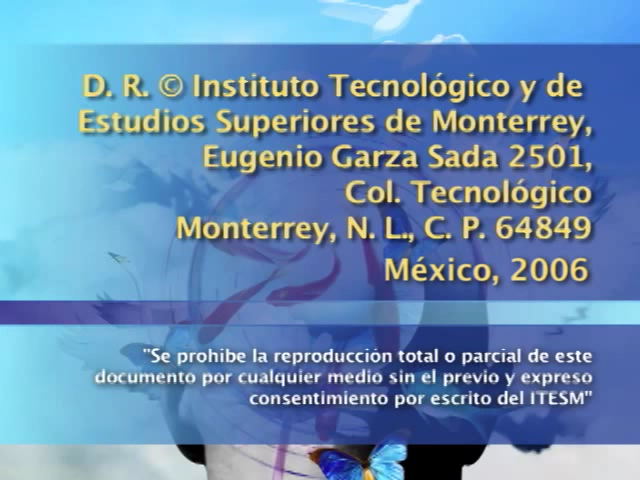 D. R. © Instituto Tecnológico y de
Estudios Superiores de Monterrey,
Eugenio Garza Sada 2501,
Col. Tecnológico
Monterrey, N. L., C. P. 64849
México, 2006
"Se prohibe la reproducción total o parcial de este
documento por cualquier medio sin el previo y expreso
consentimiento por escrito del ITESM"